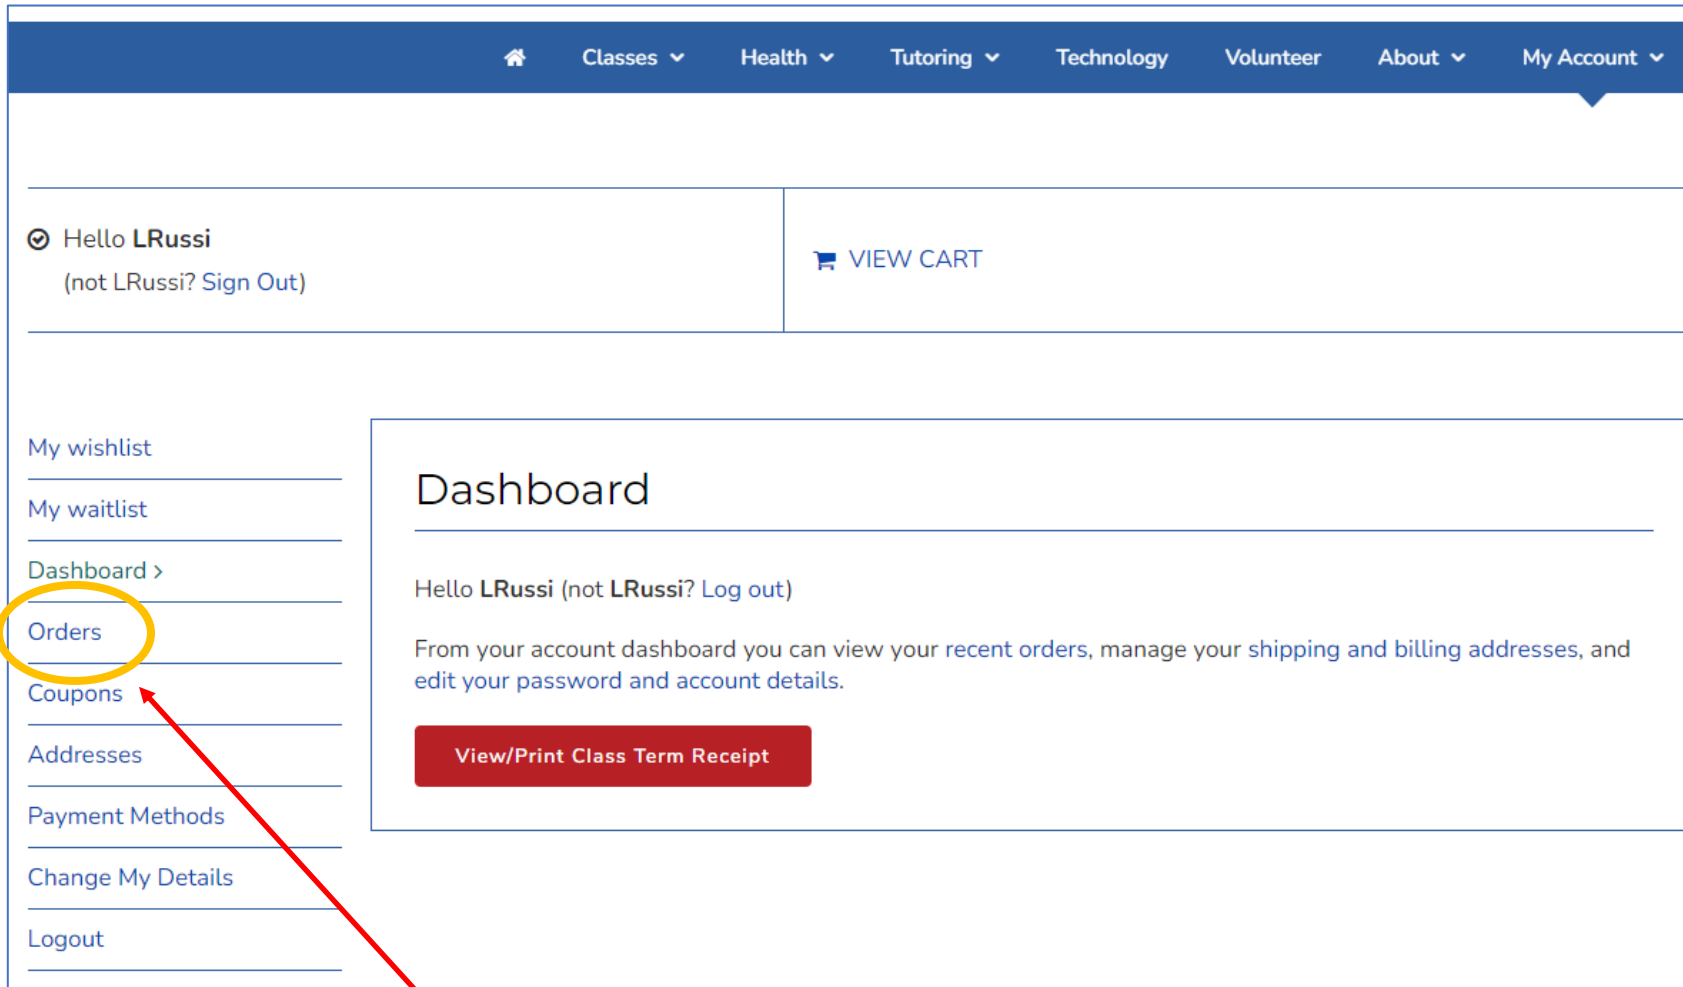 Classes Health Tutoring Technology Volunteer About My Account
Hello LRussi
(not LRussi? Sign Out)
VIEW CART
My wishlist
My waitlist
Dashboard >
Orders
Coupons
Addresses
Payment Methods
Change My Details
Logout
Dashboard
Hello LRussi (not LRussi? Log out)
From your account dashboard you can view your recent orders, manage your shipping and billing addresses, and
edit your password and account details.
View/Print Class Term Receipt